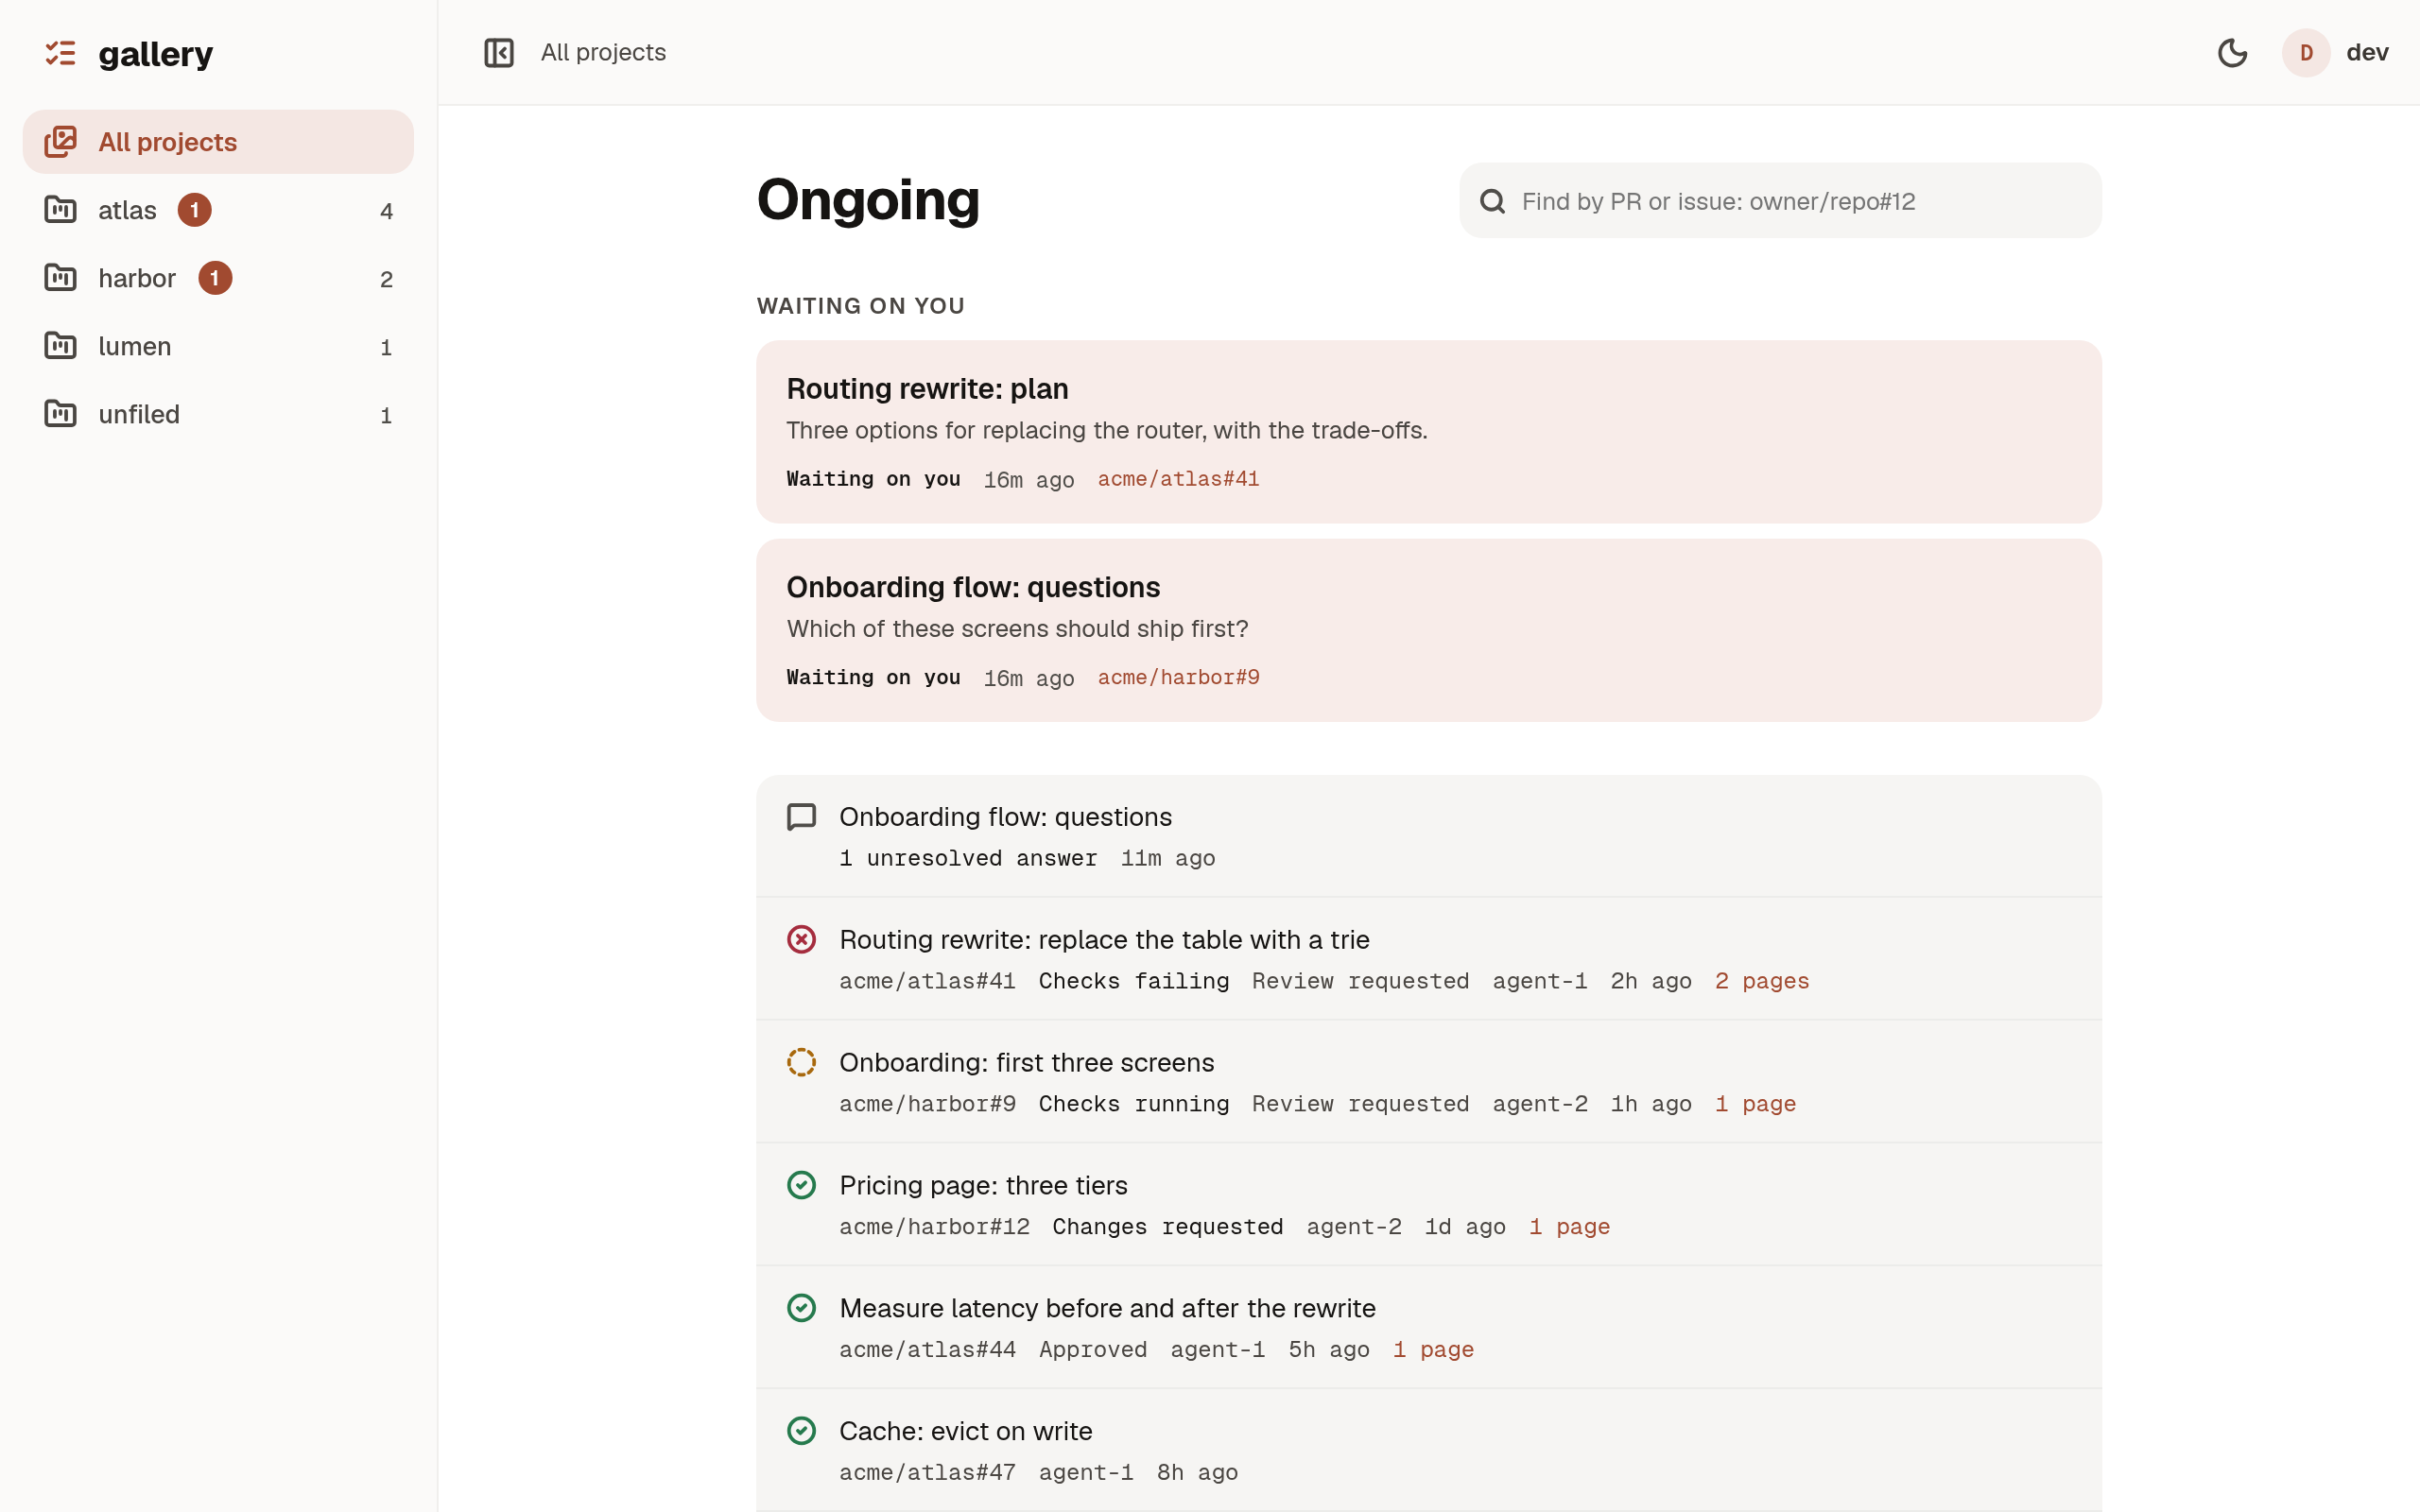 gallery
All projects
atlas 1 4
harbor 1 2
lumen 1
unfiled 1
All projects
D dev
Ongoing
Find by PR or issue: owner/repo#12
WAITING ON YOU
Routing rewrite: plan
Three options for replacing the router, with the trade-offs.
Waiting on you 16m ago acme/atlas#41
Onboarding flow: questions
Which of these screens should ship first?
Waiting on you 16m ago acme/harbor#9
Onboarding flow: questions
1 unresolved answer 11m ago
Routing rewrite: replace the table with a trie
acme/atlas#41 Checks failing Review requested agent-1 2h ago 2 pages
Onboarding: first three screens
acme/harbor#9 Checks running Review requested agent-2 1h ago 1 page
Pricing page: three tiers
acme/harbor#12 Changes requested agent-2 1d ago 1 page
Measure latency before and after the rewrite
acme/atlas#44 Approved agent-1 5h ago 1 page
Cache: evict on write
acme/atlas#47 agent-1 8h ago